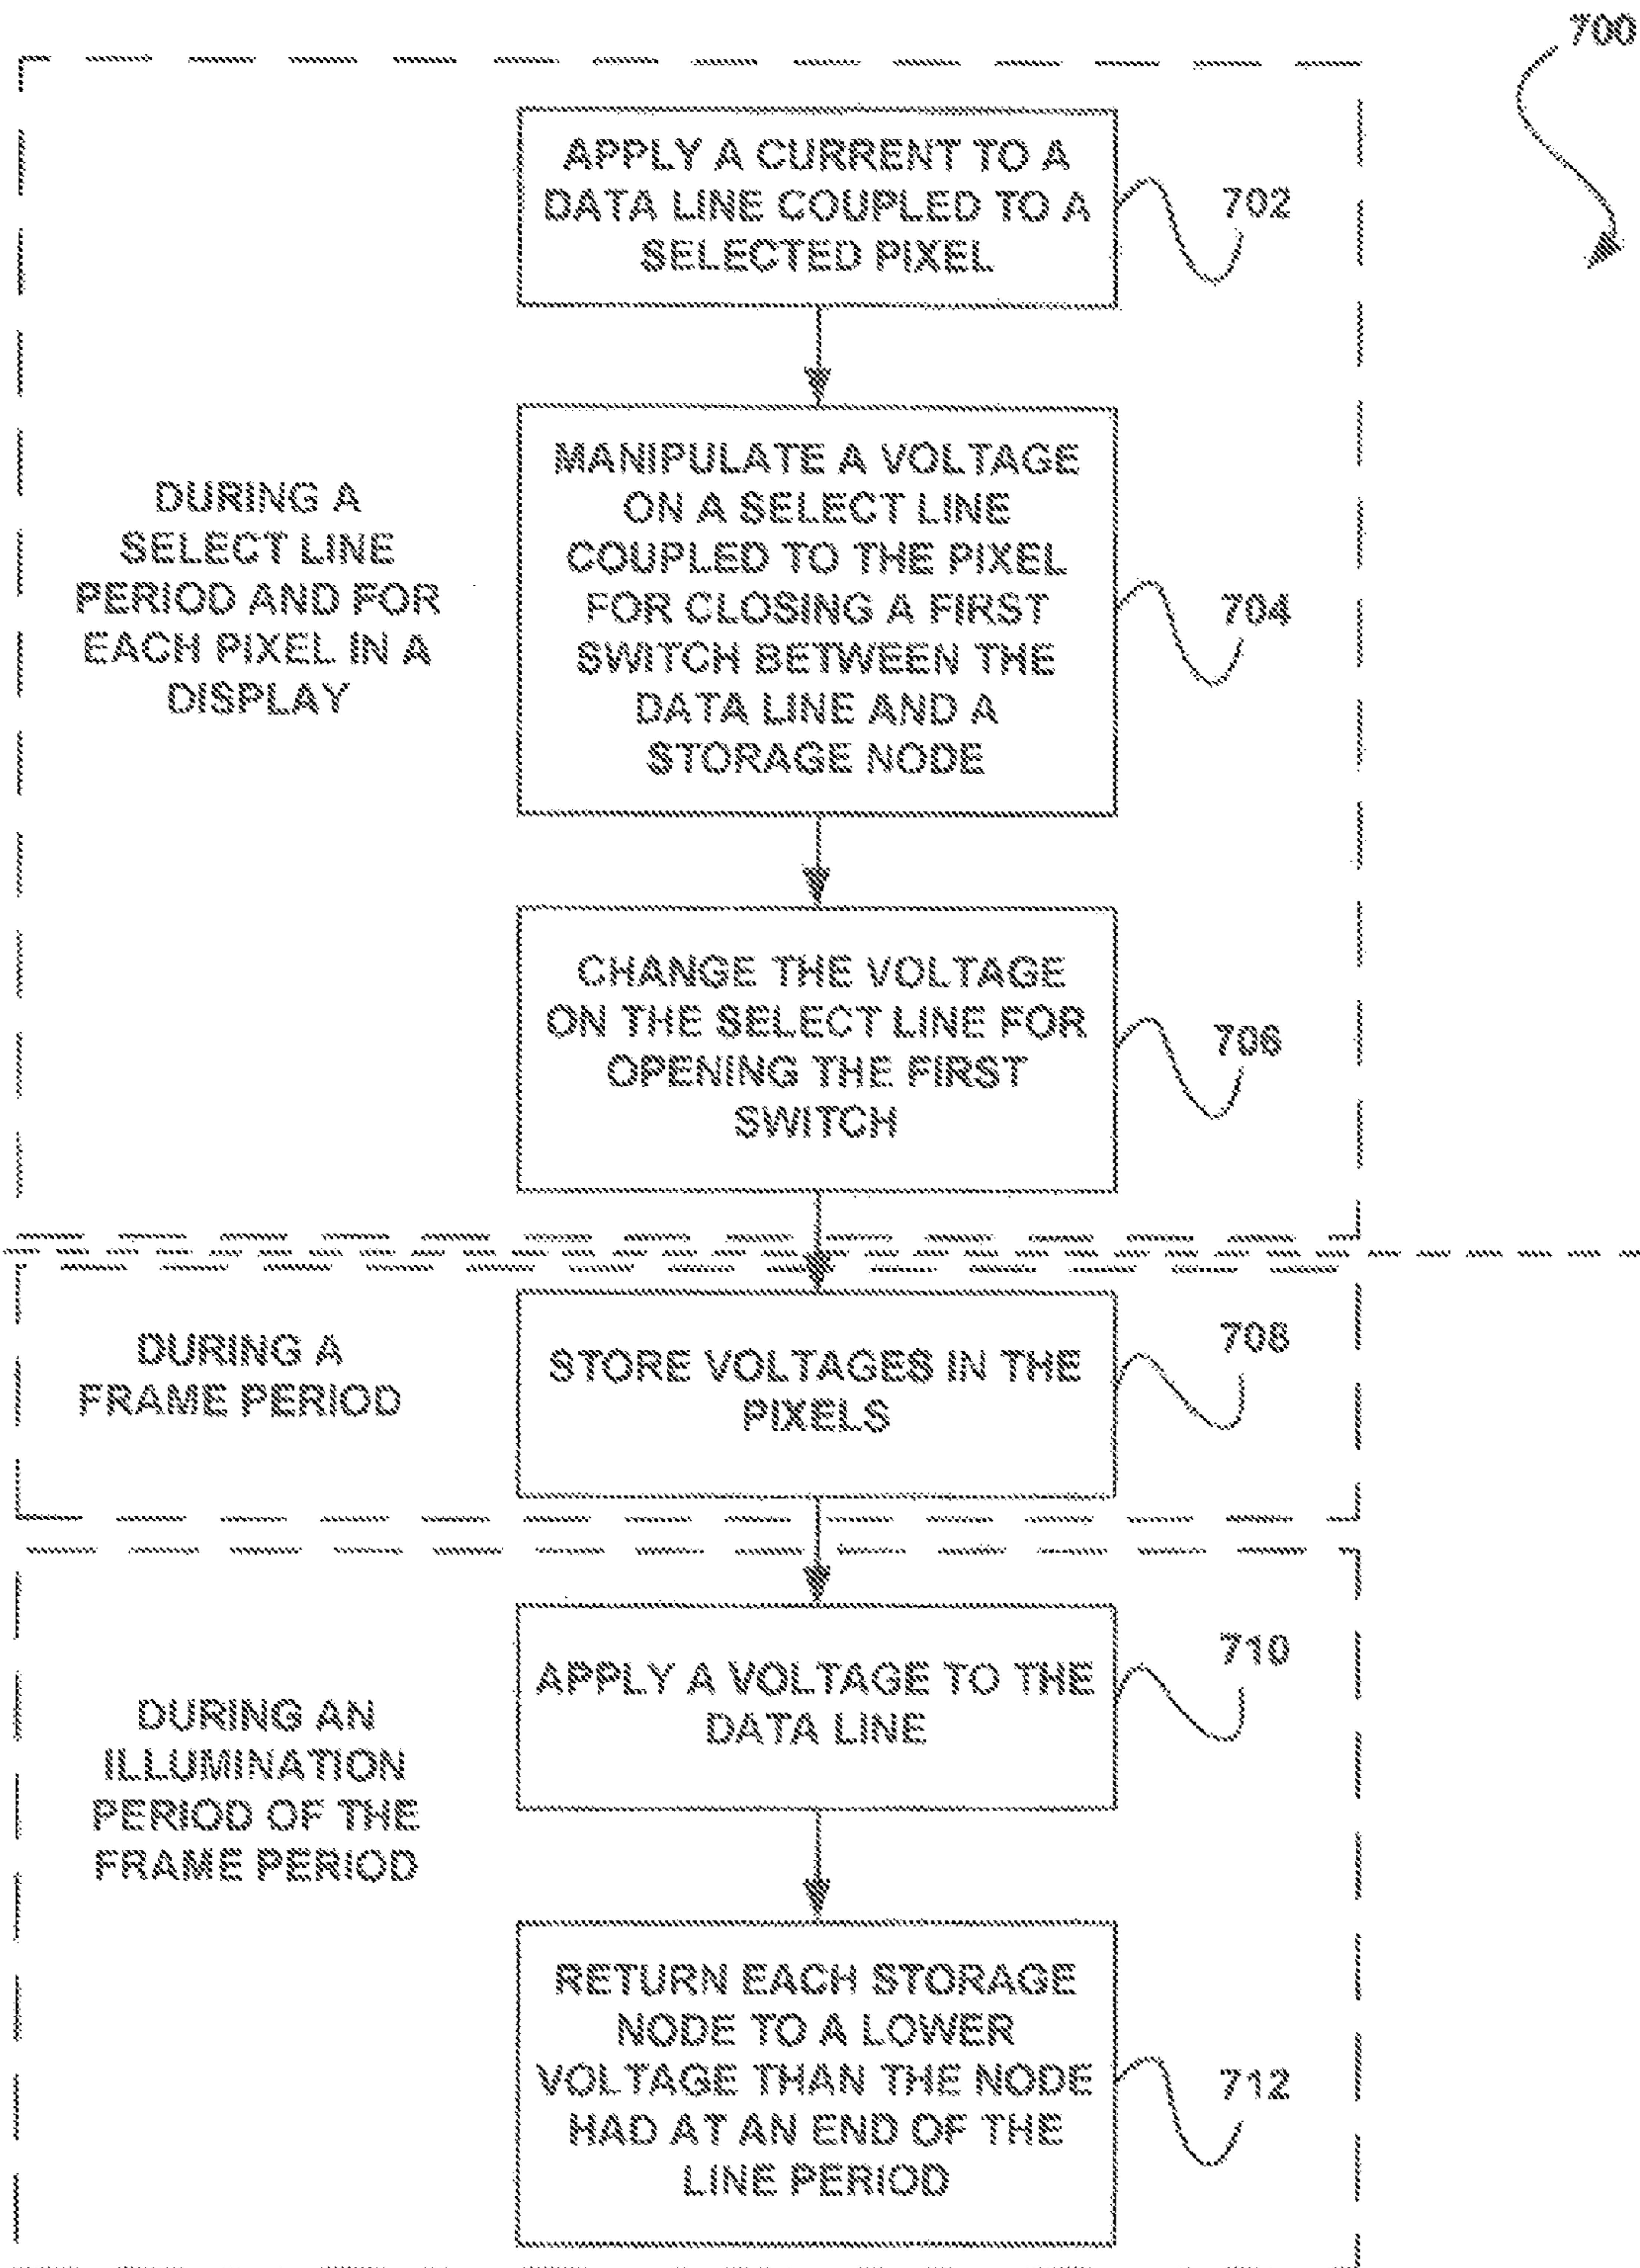 700
APPLY A CURRENT TO A
DATA LINE COUPLED TO A
SELECTED PIXEL
702
DURING A
SELECT LINE
PERIOD AND FOR
EACH PIXEL IN A
DISPLAY
MANIPULATE A VOLTAGE
ON A SELECT LINE
COUPLED TO THE PIXEL
FOR CLOSING A FIRST
SWITCH BETWEEN THE
DATA LINE AND A
STORAGE NODE
704
CHANGE THE VOLTAGE
ON THE SELECT LINE FOR
OPENING THE FIRST
SWITCH
706
DURING A
FRAME PERIOD
STORE VOLTAGES IN THE
PIXELS
708
DURING AN
ILLUMINATION
PERIOD OF THE
FRAME PERIOD
APPLY A VOLTAGE TO THE
DATA LINE
710
RETURN EACH STORAGE
NODE TO A LOWER
VOLTAGE THAN THE NODE
HAD AT AN END OF THE
LINE PERIOD
712